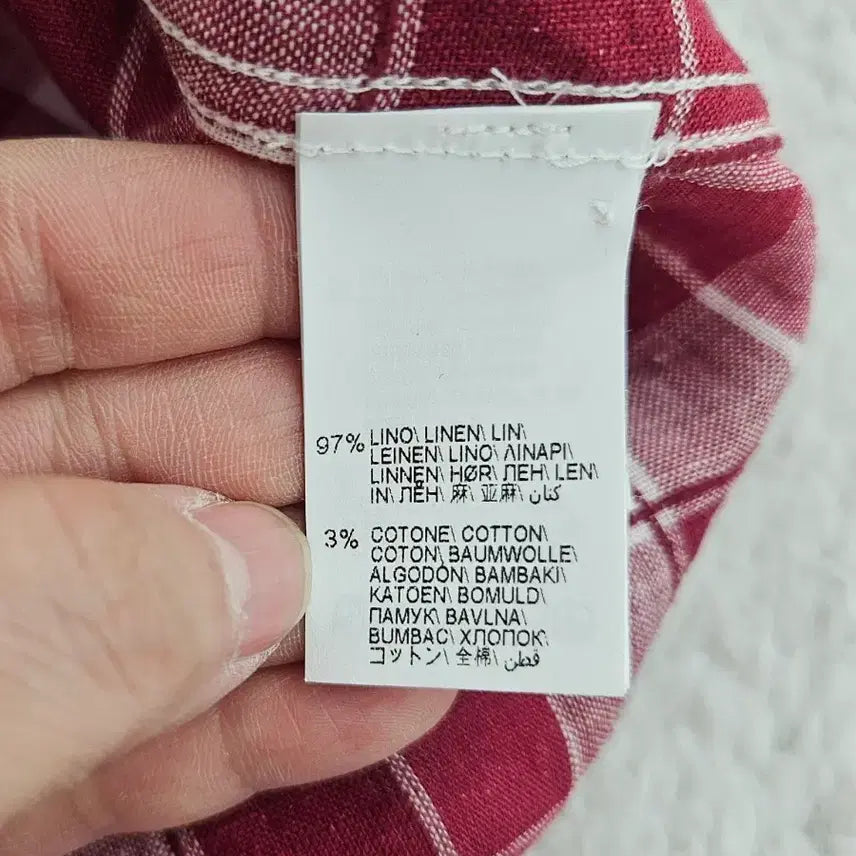 97% LINO\ LINEN\ LIN\
LEINEN\ LINO\ ΛΙΝΑΡΙ\
LINNEN\ HØR\ ЛЕН\ LEN\
IN\ ЛЁН\ 麻\ 亚麻\ كتان
3% COTONE\ COTTON\
COTON\ BAUMWOLLE\
ALGODÓN\ BAMBAKI\
KATOEN\ BOMULD\
ПАМУК\ BAVLNA\
BUMBAC\ ХЛОПОК\
コットン\ 全棉\ قطن